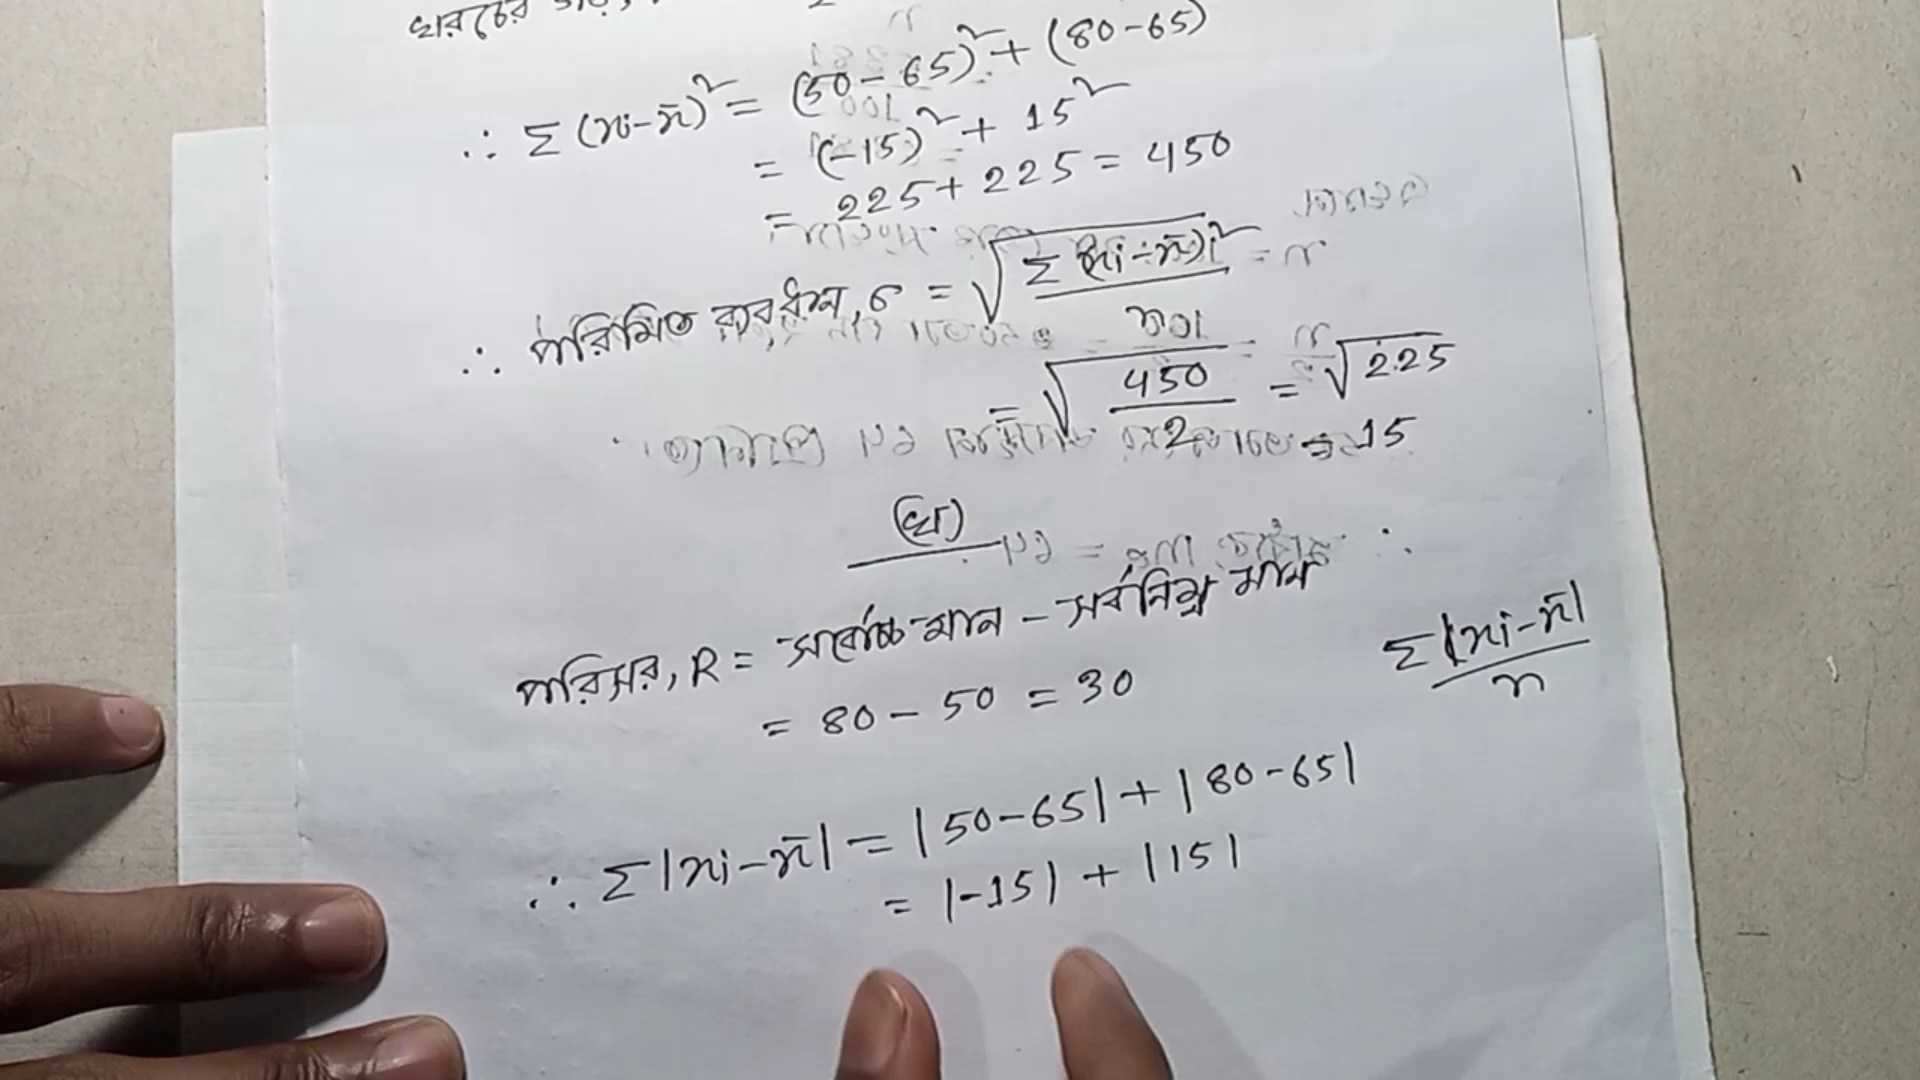 খরচের
∴ Σ(xi-x̄)² = (50-65)² + (80-65)
= (-15)² + 15²
= 225 + 225 = 450
∴ পরিমিত ব্যবধান, σ = √(Σ(xi-x̄)²/n)
= √(450/2) = √225
= 15
(খ)
পরিসর, R = সর্বোচ্চ মান - সর্বনিম্ন মান
= 80 - 50 = 30
Σ|xi-x̄|/n
∴ Σ|xi-x̄| = |50-65| + |80-65|
= |-15| + |15|